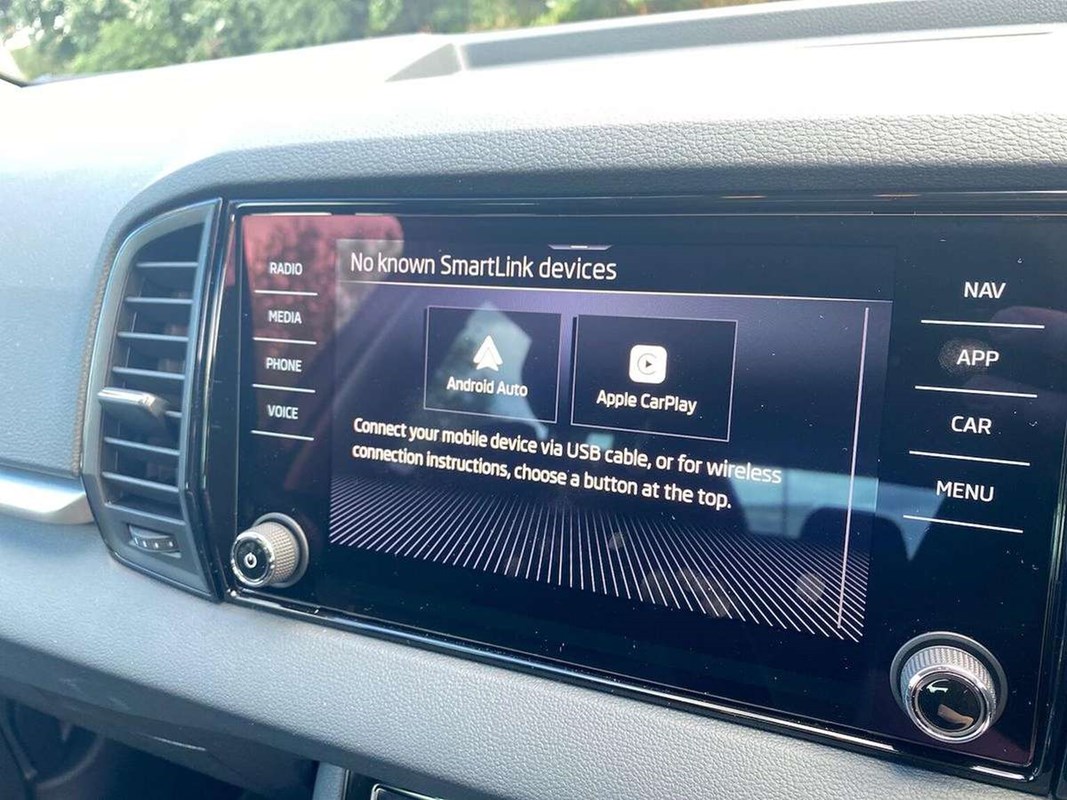 No known SmartLink devices
RADIO
MEDIA
PHONE
VOICE
Android Auto
Apple CarPlay
Connect your mobile device via USB cable, or for wireless
connection instructions, choose a button at the top.
NAV
APP
CAR
MENU